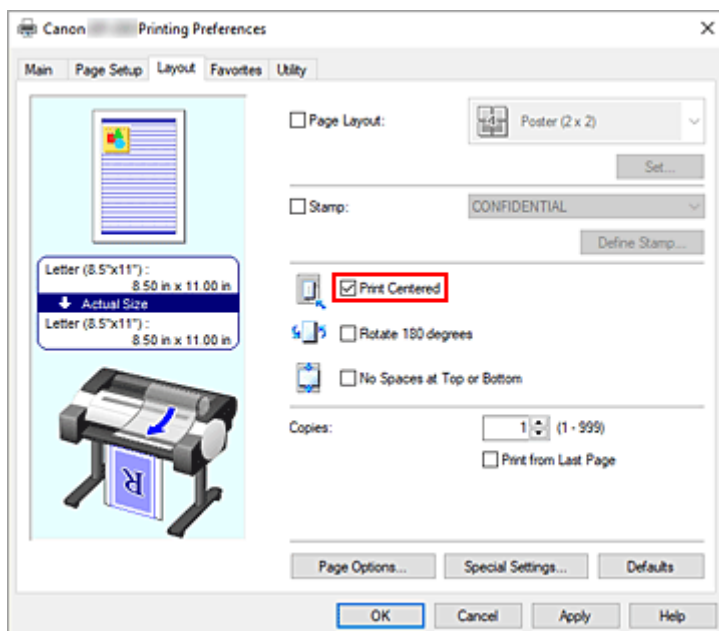 Canon Printing Preferences
Main Page Setup Layout Favorites Utility
Page Layout: Poster (2 x 2)
Set...
Stamp: CONFIDENTIAL
Define Stamp...
Letter (8.5"x11") :
8.50 in x 11.00 in
Actual Size
Letter (8.5"x11") :
8.50 in x 11.00 in
Print Centered
Rotate 180 degrees
No Spaces at Top or Bottom
Copies: 1 (1 - 999)
Print from Last Page
R
Page Options... Special Settings... Defaults
OK Cancel Apply Help